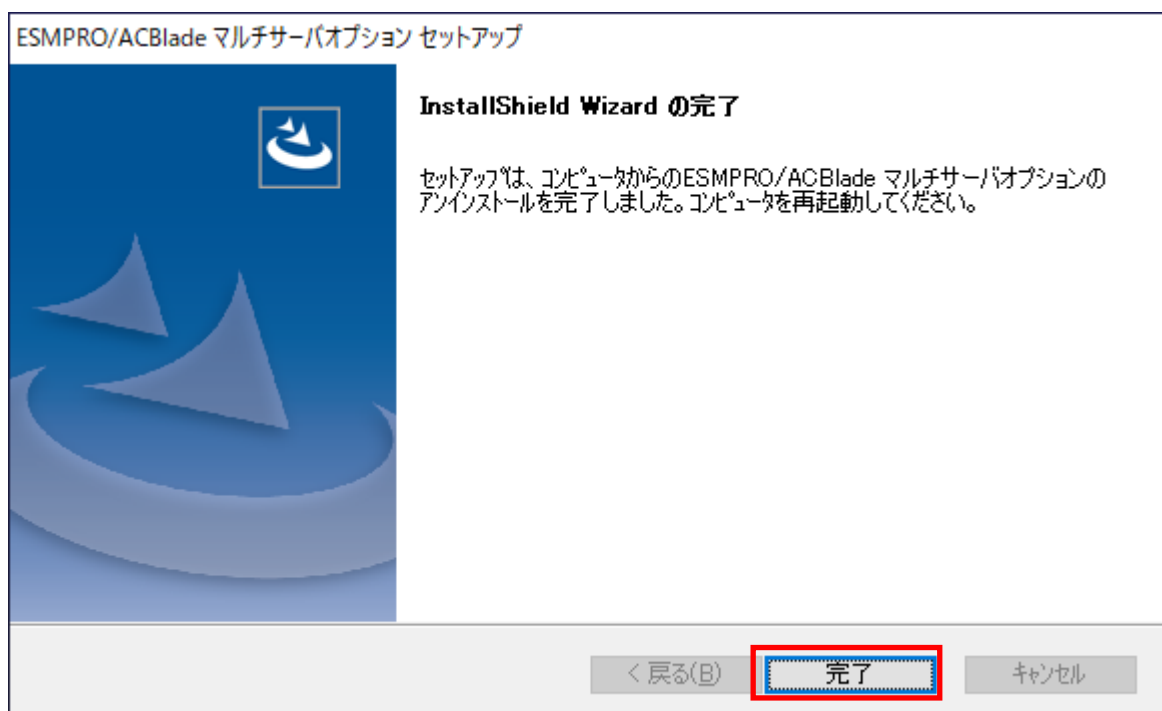 ESMPRO/ACBlade マルチサーバオプション セットアップ
InstallShield Wizard の完了
セットアップは、コンピュータからのESMPRO/ACBlade マルチサーバオプションの
アンインストールを完了しました。コンピュータを再起動してください。
< 戻る(B)
完了
キャンセル